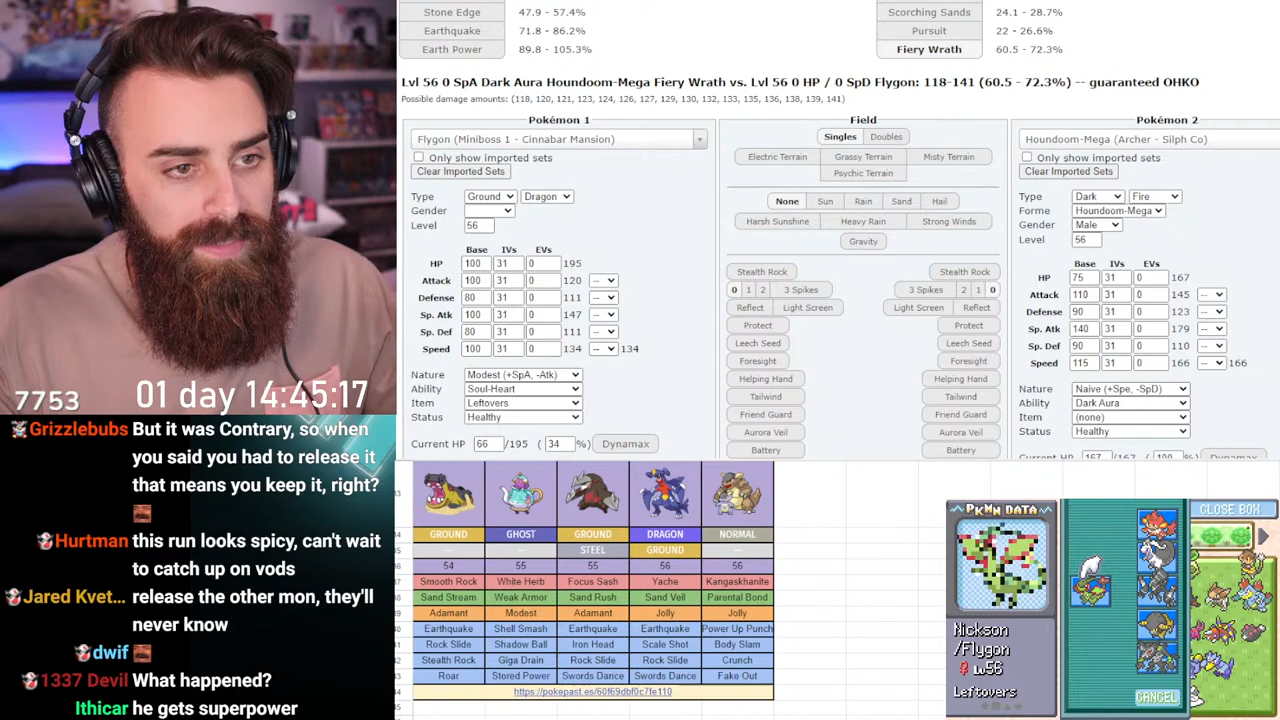 Stone Edge 47.9 - 57.4%
Earthquake 71.8 - 86.2%
Earth Power 89.8 - 105.3%
Scorching Sands 24.1 - 28.7%
Pursuit 22 - 26.6%
Fiery Wrath 60.5 - 72.3%
Lvl 56 0 SpA Dark Aura Houndoom-Mega Fiery Wrath vs. Lvl 56 0 HP / 0 SpD Flygon: 118-141 (60.5 - 72.3%) -- guaranteed OHKO
Possible damage amounts: (118, 120, 121, 123, 124, 126, 127, 129, 130, 132, 133, 135, 136, 138, 139, 141)
Pokémon 1
Flygon (Miniboss 1 - Cinnabar Mansion)
Only show imported sets
Clear Imported Sets
Type Ground Dragon
Gender
Level 56
Base IVs EVs
HP 100 31 0 195
Attack 100 31 0 120 --
Defense 80 31 0 111 --
Sp. Atk 100 31 0 147 --
Sp. Def 80 31 0 111 --
Speed 100 31 0 134 -- 134
Nature Modest (+SpA, -Atk)
Ability Soul-Heart
Item Leftovers
Status Healthy
Current HP 66 /195 ( 34 %) Dynamax
Field
Singles Doubles
Electric Terrain Grassy Terrain Misty Terrain
Psychic Terrain
None Sun Rain Sand Hail
Harsh Sunshine Heavy Rain Strong Winds
Gravity
Stealth Rock Stealth Rock
0 1 2 3 Spikes 3 Spikes 2 1 0
Reflect Light Screen Light Screen Reflect
Protect Protect
Leech Seed Leech Seed
Foresight Foresight
Helping Hand Helping Hand
Tailwind Tailwind
Friend Guard Friend Guard
Aurora Veil Aurora Veil
Battery Battery
Pokémon 2
Houndoom-Mega (Archer - Silph Co)
Only show imported sets
Clear Imported Sets
Type Dark Fire
Forme Houndoom-Mega
Gender Male
Level 56
Base IVs EVs
HP 75 31 0 167
Attack 110 31 0 145 --
Defense 90 31 0 123 --
Sp. Atk 140 31 0 179 --
Sp. Def 90 31 0 110 --
Speed 115 31 0 166 -- 166
Nature Naive (+Spe, -SpD)
Ability Dark Aura
Item (none)
Status Healthy
Current HP 167 /167 ( 100 %) Dynamax
7753
01 day 14:45:17
Grizzlebubs But it was Contrary, so when
you said you had to release it
that means you keep it, right?
Hurtman this run looks spicy, can't wait
to catch up on vods
Jared Kvet... release the other mon, they'll
never know
dwif
1337 Devil What happened?
Ithicar he gets superpower
GROUND GHOST GROUND DRAGON NORMAL
— — STEEL GROUND —
54 55 55 56 56
Smooth Rock White Herb Focus Sash Yache Kangaskhanite
Sand Stream Weak Armor Sand Rush Sand Veil Parental Bond
Adamant Modest Adamant Jolly Jolly
Earthquake Shell Smash Earthquake Earthquake Power Up Punch
Rock Slide Shadow Ball Iron Head Scale Shot Body Slam
Stealth Rock Giga Drain Rock Slide Rock Slide Crunch
Roar Stored Power Swords Dance Swords Dance Fake Out
https://pokepast.es/60f69dbf0c7fe110
PKMN DATA
Nickson
/Flygon
♀ Lv56
Leftovers
CANCEL
CLOSE BOX